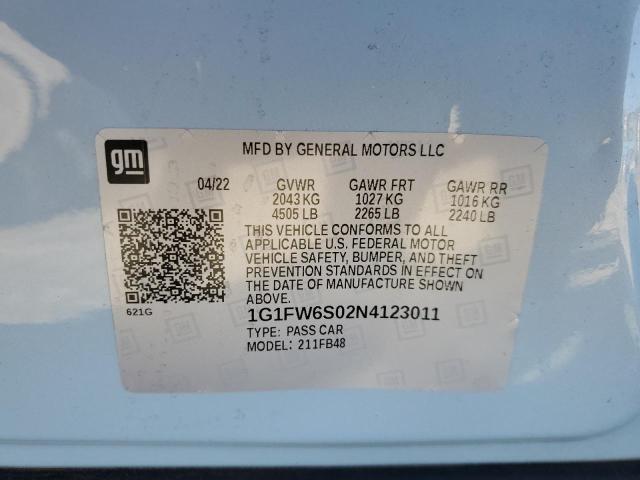 gm
MFD BY GENERAL MOTORS LLC
04/22 GVWR GAWR FRT GAWR RR
2043 KG 1027 KG 1016 KG
4505 LB 2265 LB 2240 LB
THIS VEHICLE CONFORMS TO ALL
APPLICABLE U.S. FEDERAL MOTOR
VEHICLE SAFETY, BUMPER, AND THEFT
PREVENTION STANDARDS IN EFFECT ON
THE DATE OF MANUFACTURE SHOWN
ABOVE.
621G
1G1FW6S02N4123011
TYPE: PASS CAR
MODEL: 211FB48